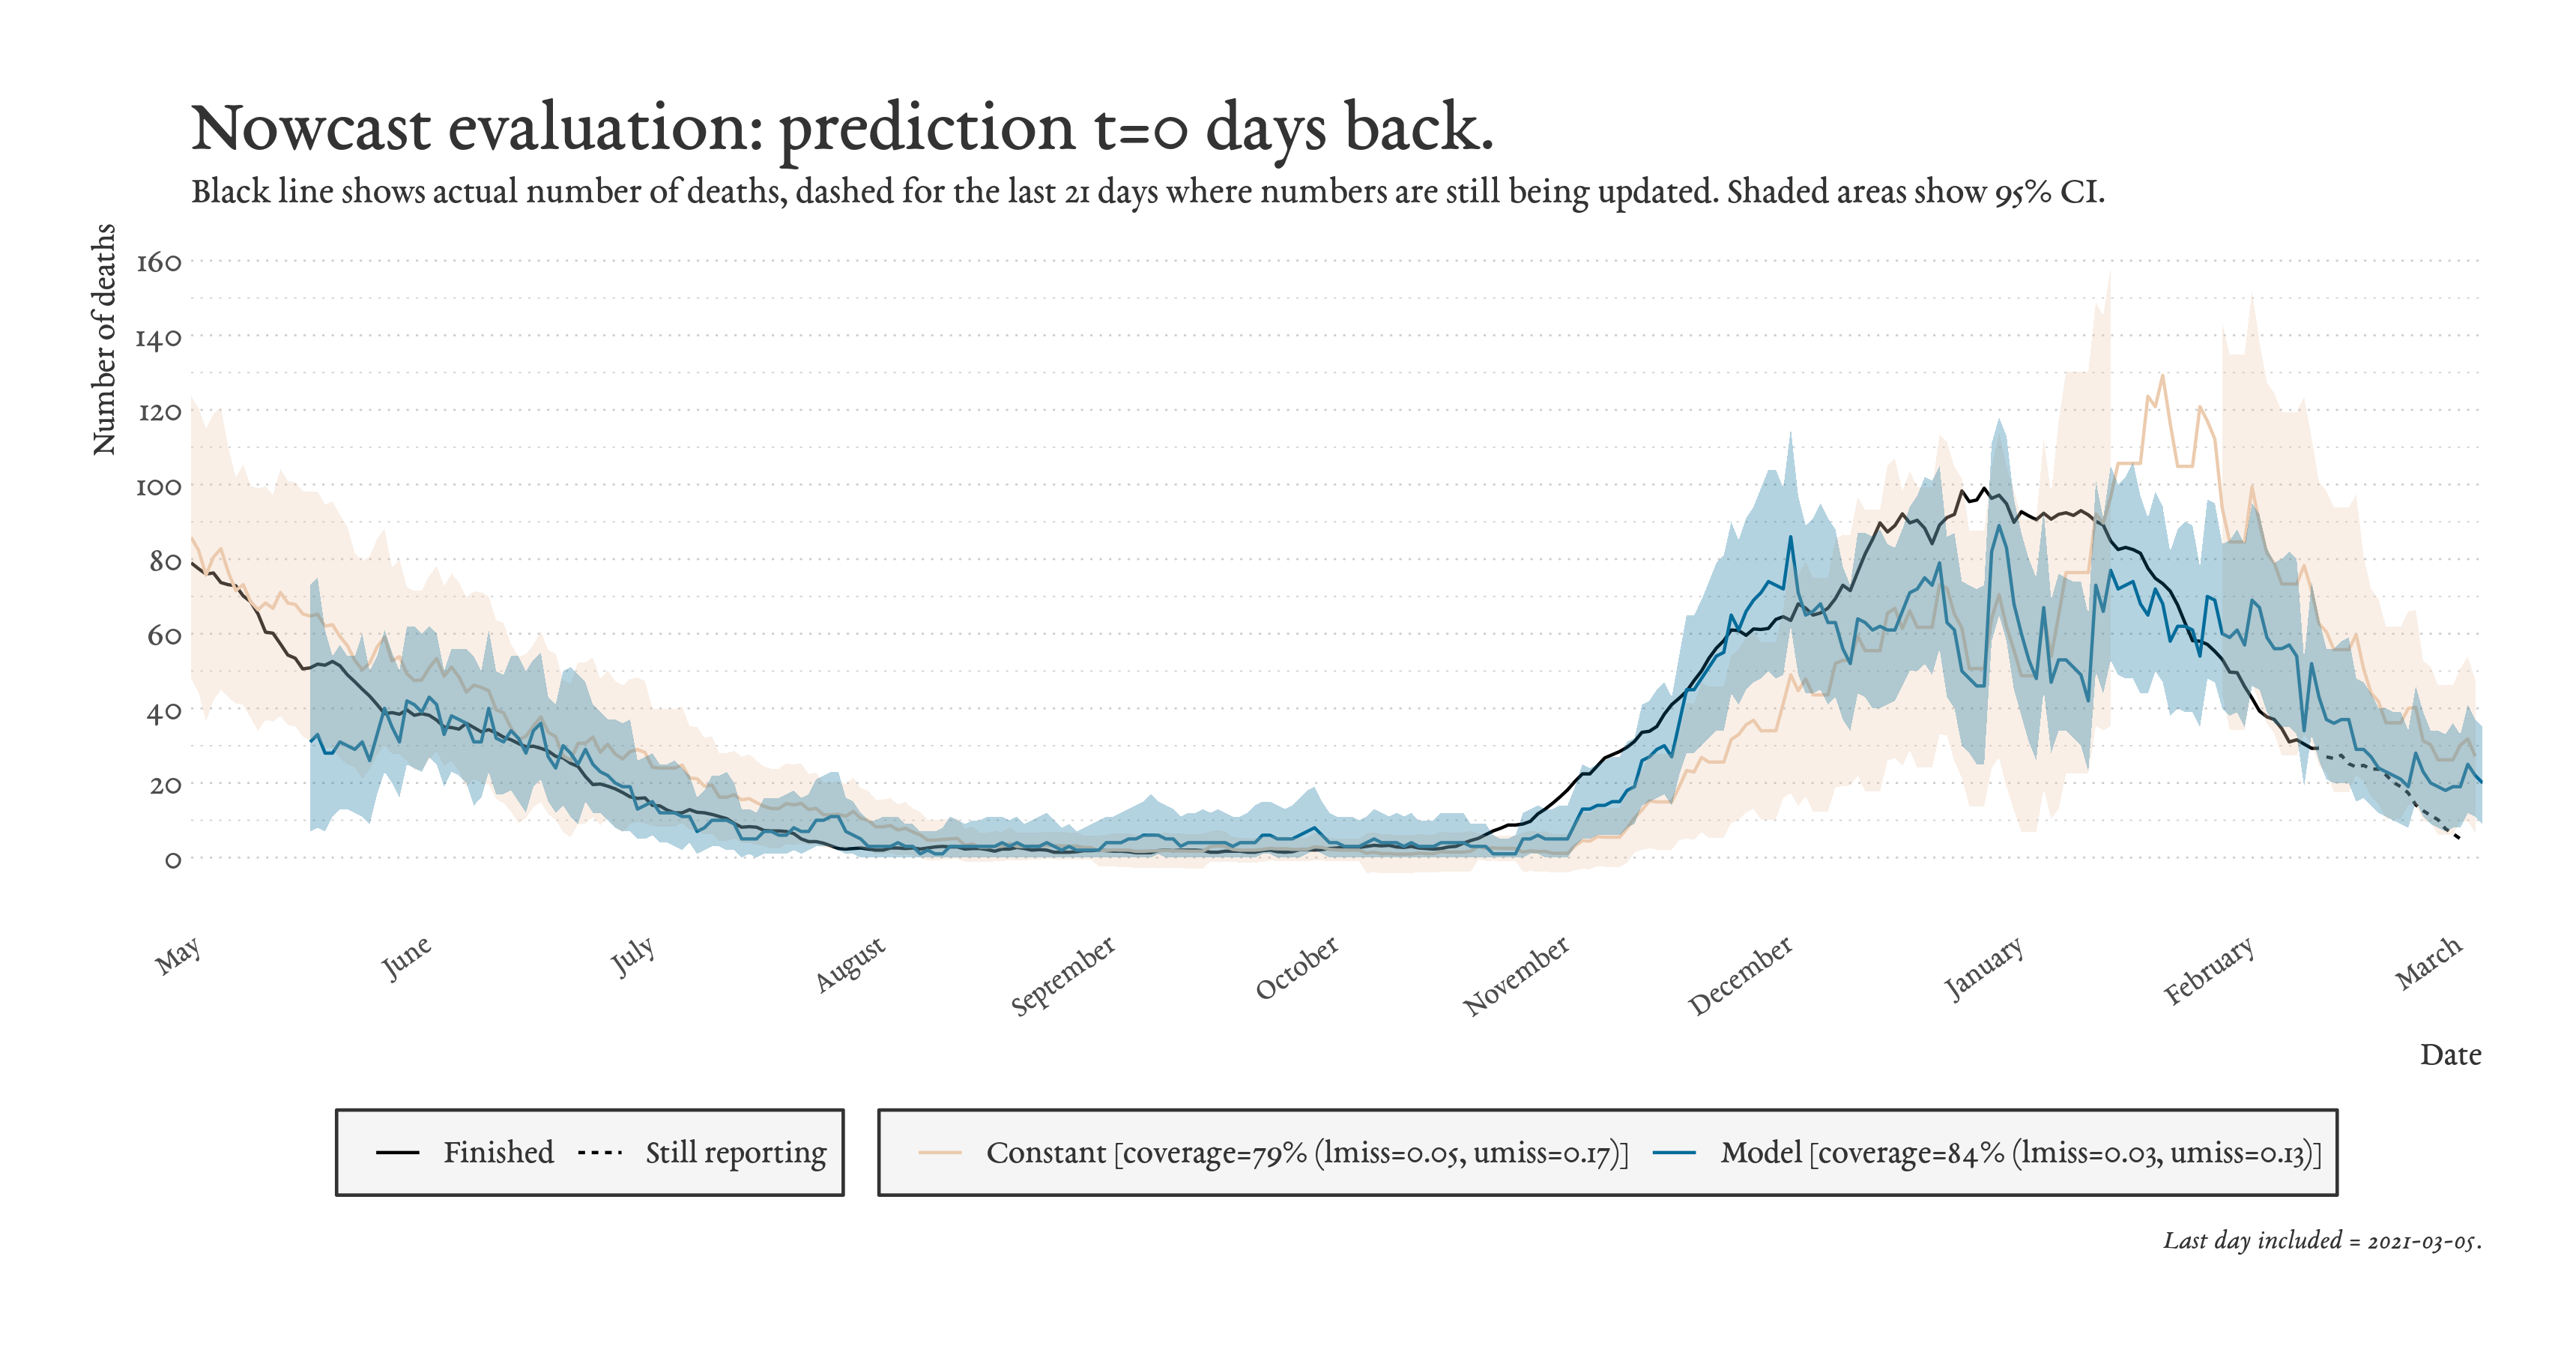 Nowcast evaluation: prediction t=0 days back.
Black line shows actual number of deaths, dashed for the last 21 days where numbers are still being updated. Shaded areas show 95% CI.
Number of deaths
160
140
120
100
80
60
40
20
0
May June July August September October November December January February March
Date
Finished Still reporting Constant [coverage=79% (lmiss=0.05, umiss=0.17)] Model [coverage=84% (lmiss=0.03, umiss=0.13)]
Last day included = 2021-03-05.